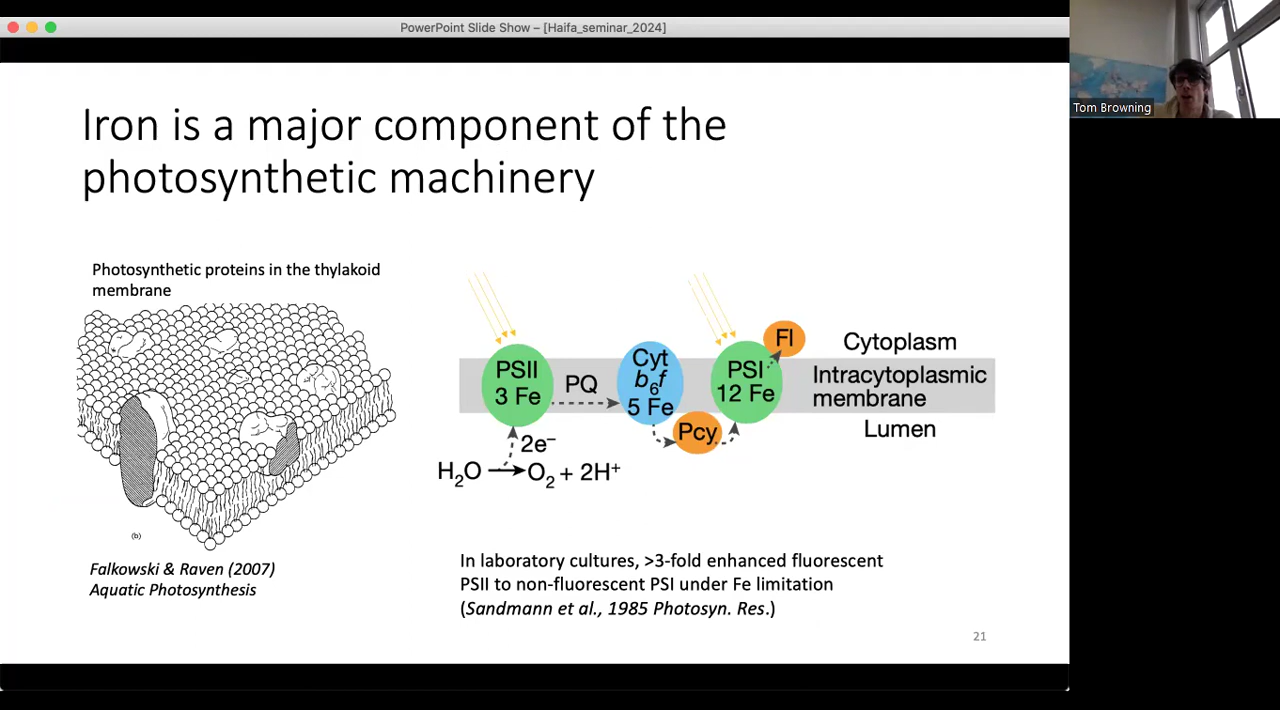 PowerPoint Slide Show – [Haifa_seminar_2024]
Tom Browning
Iron is a major component of the
photosynthetic machinery
Photosynthetic proteins in the thylakoid
membrane
(b)
Falkowski & Raven (2007)
Aquatic Photosynthesis
PSII
3 Fe
PQ
Cyt
b₆f
5 Fe
Pcy
PSI
12 Fe
Fl
Cytoplasm
Intracytoplasmic
membrane
Lumen
2e⁻
H₂O → O₂ + 2H⁺
In laboratory cultures, >3-fold enhanced fluorescent
PSII to non-fluorescent PSI under Fe limitation
(Sandmann et al., 1985 Photosyn. Res.)
21